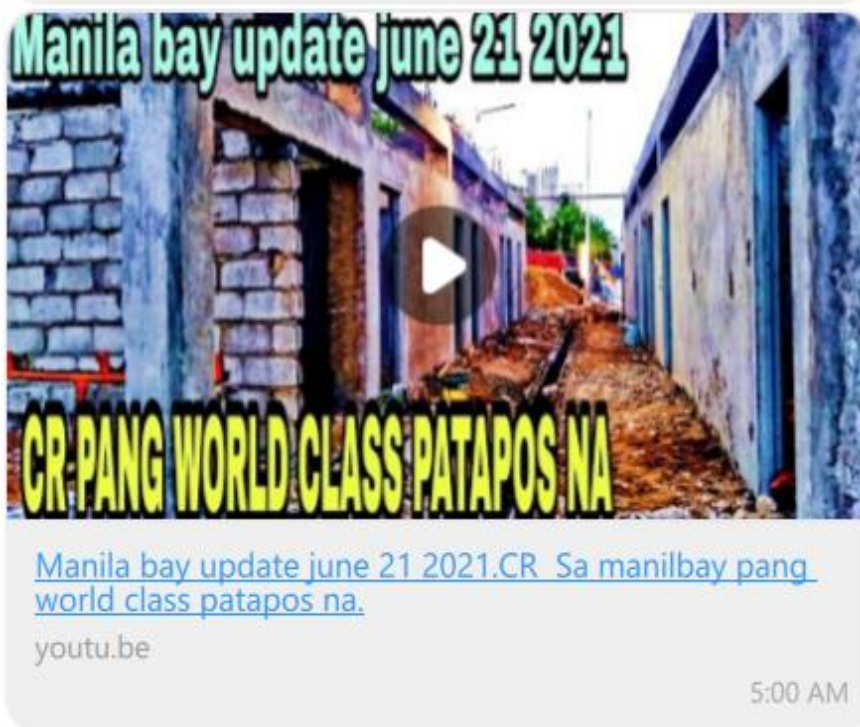 Manila bay update june 21 2021
CR PANG WORLD CLASS PATAPOS NA
Manila bay update june 21 2021.CR Sa manilbay pang
world class patapos na.
youtu.be
5:00 AM